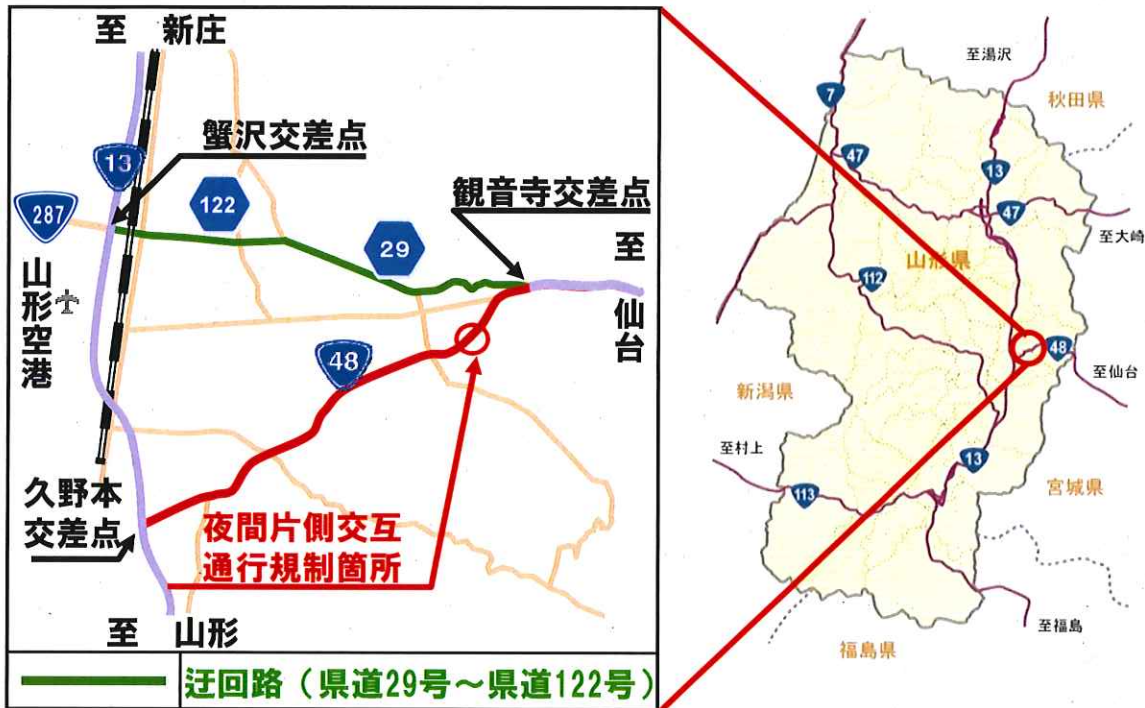 至 新庄
蟹沢交差点
13
122
287
観音寺交差点
29
至
仙台
山形空港
48
久野本
交差点
夜間片側交互
通行規制箇所
至 山形
迂回路(県道29号~県道122号)
至湯沢
秋田県
7
47
13
47
至大崎
山形県
112
48
至仙台
新潟県
至村上
13
宮城県
113
至福島
福島県